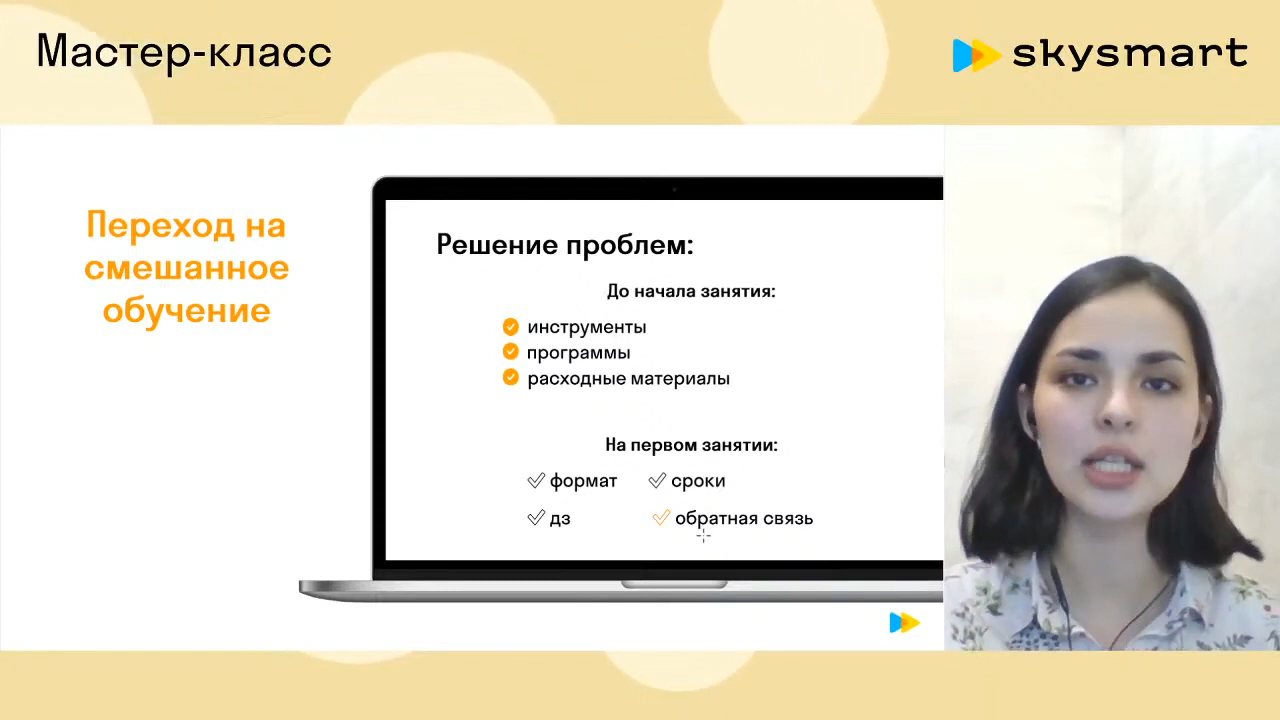 Мастер-класс
skysmart
Переход на
смешанное
обучение
Решение проблем:
До начала занятия:
инструменты
программы
расходные материалы
На первом занятии:
формат
сроки
дз
обратная связь